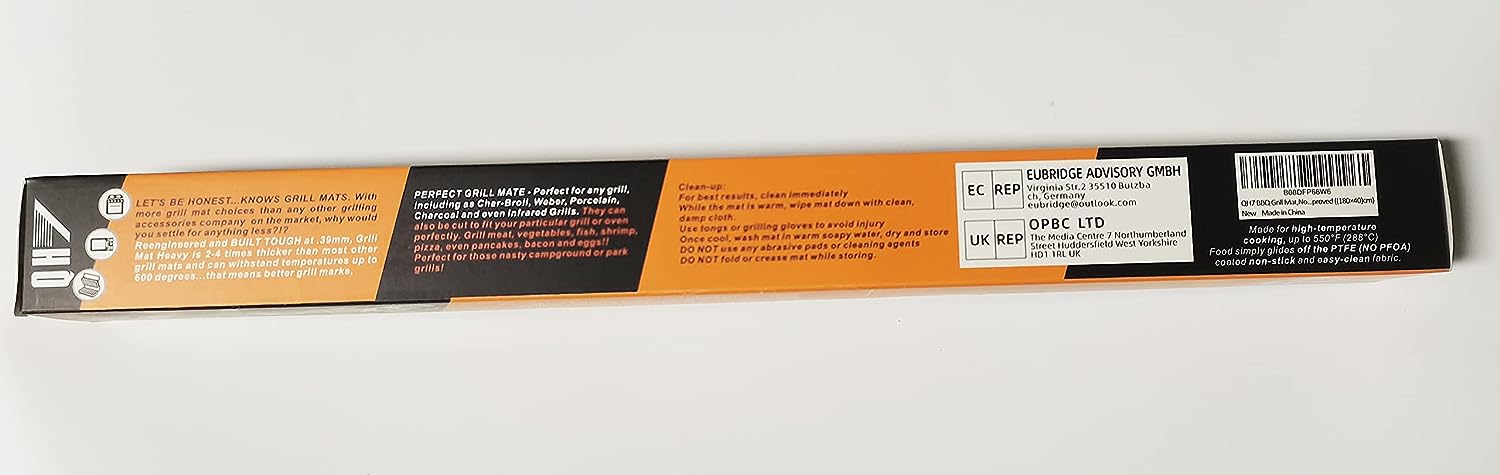 QH7
LET'S BE HONEST...KNOWS GRILL MATS. With
more grill mat choices than any other grilling
accessories company on the market, why would
you settle for anything less?!?
Reengineered and BUILT TOUGH at .39mm, Grill
Mat Heavy is 2-4 times thicker than most other
grill mats and can withstand temperatures up to
600 degrees...that means better grill marks.
PERFECT GRILL MATE - Perfect for any grill,
including as Cher-Broil, Weber, Porcelain,
Charcoal and even Infrared Grills. They can
also be cut to fit your particular grill or oven
perfectly. Grill meat, vegetables, fish, shrimp,
pizza, even pancakes, bacon and eggs!!
Perfect for those nasty campground or park
grills!
Clean-up:
For best results, clean immediately
While the mat is warm, wipe mat down with clean,
damp cloth.
Use tongs or grilling gloves to avoid injury
Once cool, wash mat in warm soapy water, dry and store
DO NOT use any abrasive pads or cleaning agents
DO NOT fold or crease mat while storing.
EC REP
EUBRIDGE ADVISORY GMBH
Virginia Str.2 35510 Butzba
ch, Germany
eubridge@outlook.com
UK REP
OPBC LTD
The Media Centre 7 Northumberland
Street Huddersfield West Yorkshire
HD1 1RL UK
B08DFP68W6
QH7 BBQ Grill Mat,No...proved ((180×40)cm)
New Made in China
Made for high-temperature
cooking, up to 550°F (288°C)
Food simply glides off the PTFE (NO PFOA)
coated non-stick and easy-clean fabric.